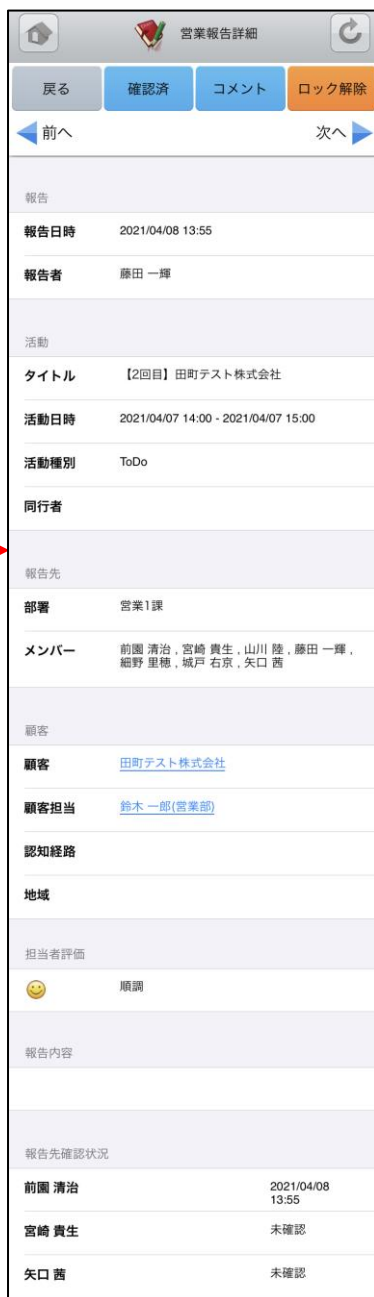 営業報告詳細
戻る 確認済 コメント ロック解除
前へ 次へ
報告
報告日時 2021/04/08 13:55
報告者 藤田 一輝
活動
タイトル 【2回目】田町テスト株式会社
活動日時 2021/04/07 14:00 - 2021/04/07 15:00
活動種別 ToDo
同行者
報告先
部署 営業1課
メンバー 前園 清治 , 宮崎 貴生 , 山川 陸 , 藤田 一輝 ,
細野 里穂 , 城戸 右京 , 矢口 茜
顧客
顧客 田町テスト株式会社
顧客担当 鈴木 一郎(営業部)
認知経路
地域
担当者評価
順調
報告内容
報告先確認状況
前園 清治 2021/04/08
13:55
宮崎 貴生 未確認
矢口 茜 未確認